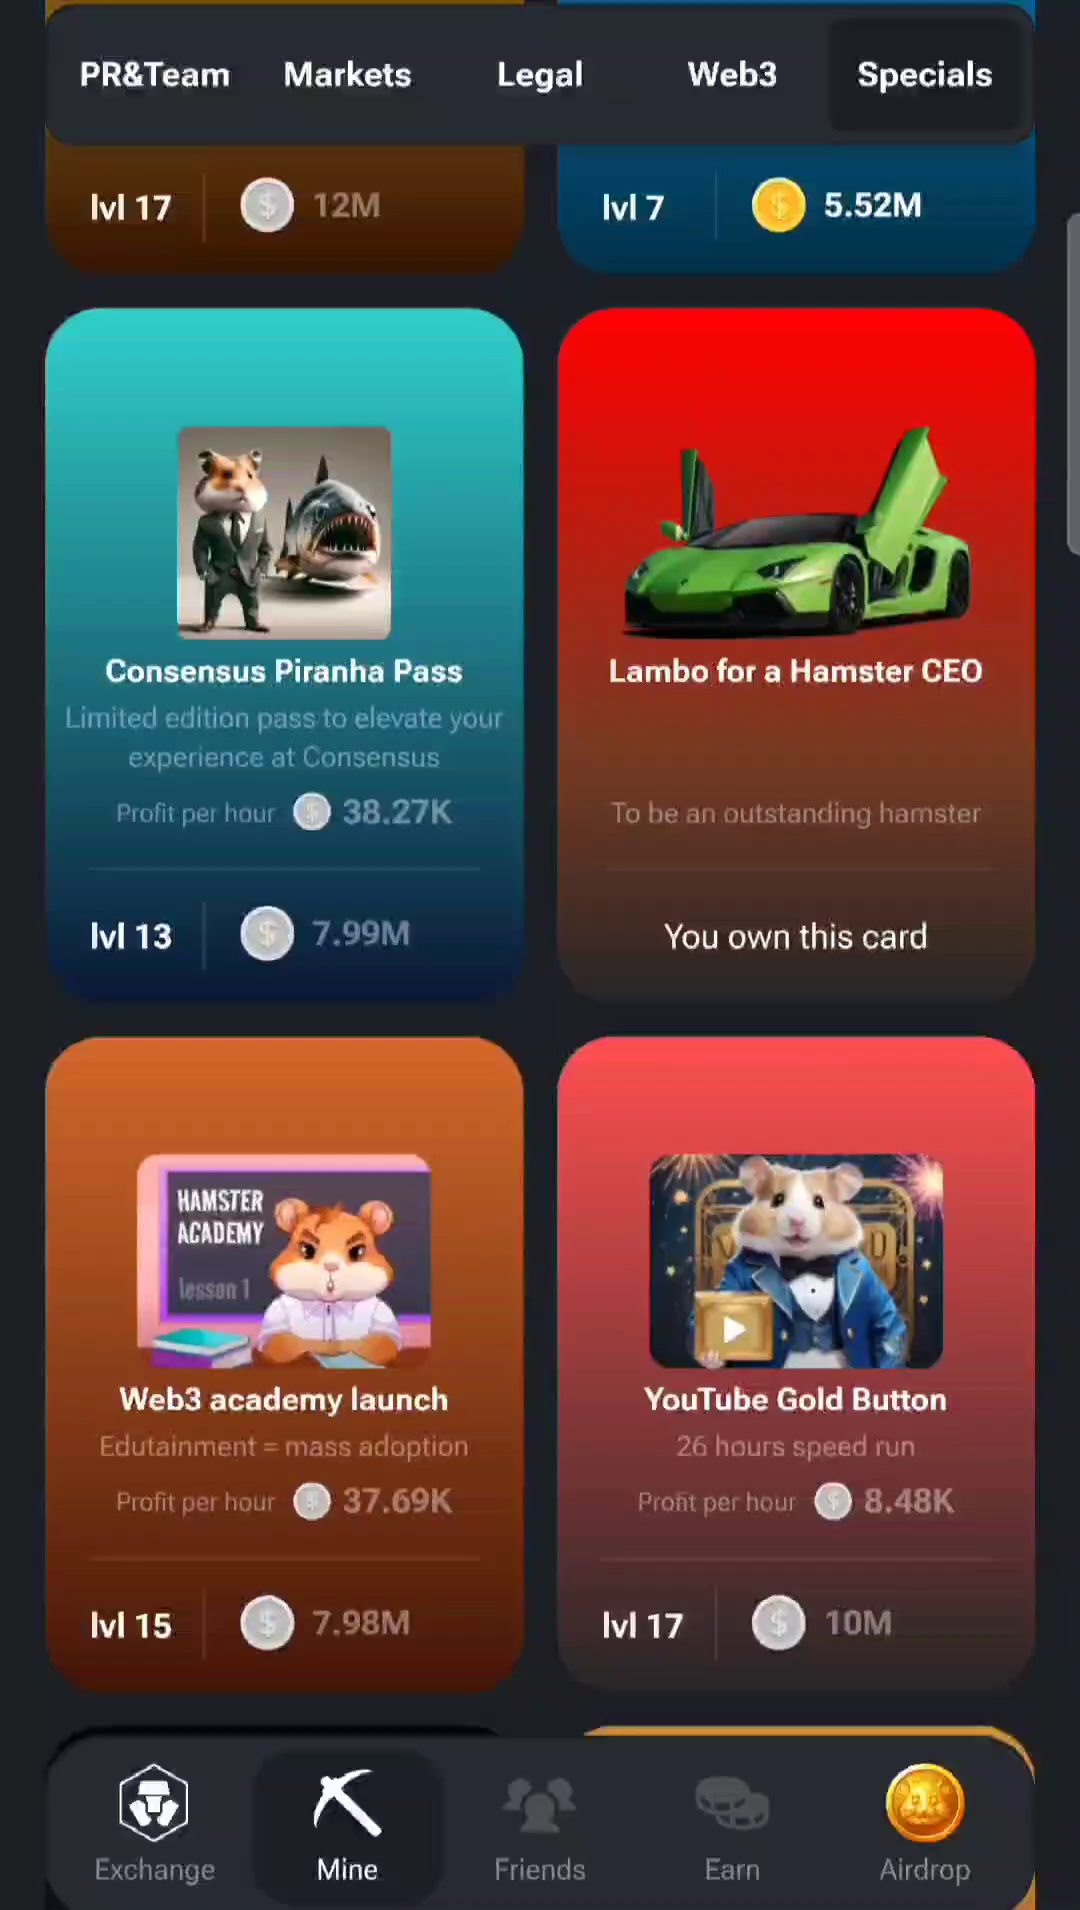 PR&Team Markets Legal Web3 Specials
lvl 17 12M
lvl 7 5.52M
Consensus Piranha Pass
Limited edition pass to elevate your
experience at Consensus
Profit per hour 38.27K
lvl 13 7.99M
Lambo for a Hamster CEO
To be an outstanding hamster
You own this card
HAMSTER
ACADEMY
lesson 1
Web3 academy launch
Edutainment = mass adoption
Profit per hour 37.69K
lvl 15 7.98M
YouTube Gold Button
26 hours speed run
Profit per hour 8.48K
lvl 17 10M
Exchange Mine Friends Earn Airdrop